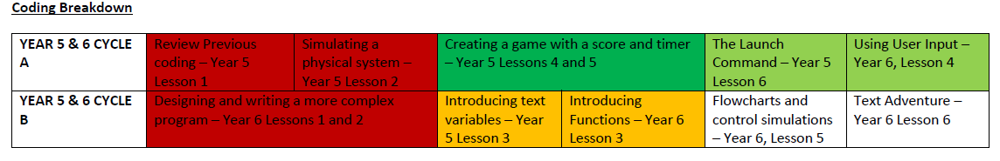 Coding Breakdown
YEAR 5 & 6 CYCLE
A
Review Previous
coding – Year 5
Lesson 1
Simulating a
physical system –
Year 5 Lesson 2
Creating a game with a score and timer
– Year 5 Lessons 4 and 5
The Launch
Command – Year 5
Lesson 6
Using User Input –
Year 6, Lesson 4
YEAR 5 & 6 CYCLE
B
Designing and writing a more complex
program – Year 6 Lessons 1 and 2
Introducing text
variables – Year
5 Lesson 3
Introducing
Functions – Year 6
Lesson 3
Flowcharts and
control simulations
– Year 6, Lesson 5
Text Adventure –
Year 6 Lesson 6